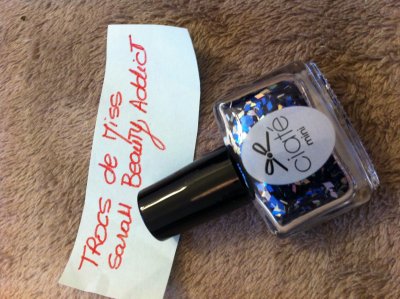 TROCS de Miss
Sarah Beauty Addict
ciaté
mini